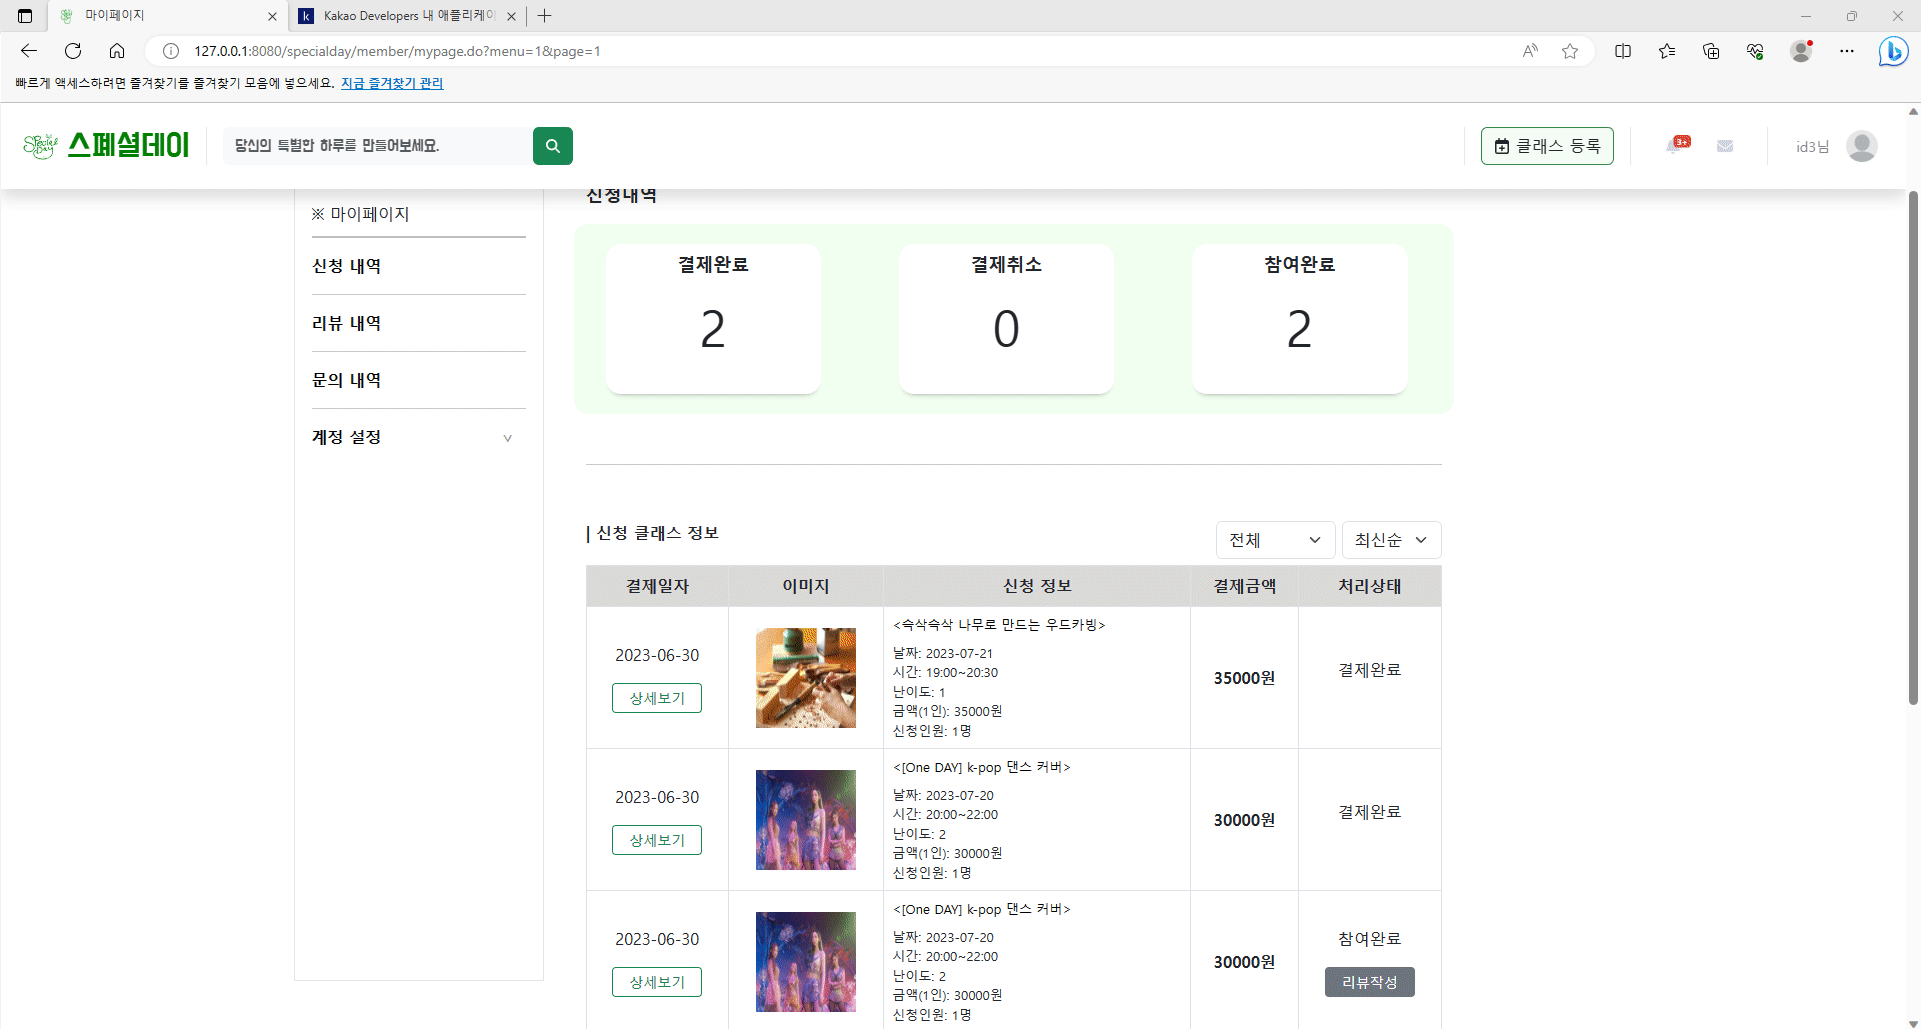 마이페이지
Kakao Developers 내 애플리케이
127.0.0.1:8080/specialday/member/mypage.do?menu=1&page=1
빠르게 액세스하려면 즐겨찾기를 즐겨찾기 모음에 넣으세요. 지금 즐겨찾기 관리
Special Day 스페셜데이
당신의 특별한 하루를 만들어보세요.
클래스 등록
3+
id3님
※ 마이페이지
신청 내역
리뷰 내역
문의 내역
계정 설정
신청내역
결제완료 결제취소 참여완료
2 0 2
| 신청 클래스 정보
전체 최신순
결제일자 이미지 신청 정보 결제금액 처리상태
2023-06-30
상세보기
<슥삭슥삭 나무로 만드는 우드카빙>
날짜: 2023-07-21
시간: 19:00~20:30
난이도: 1
금액(1인): 35000원
신청인원: 1명
35000원
결제완료
2023-06-30
상세보기
<[One DAY] k-pop 댄스 커버>
날짜: 2023-07-20
시간: 20:00~22:00
난이도: 2
금액(1인): 30000원
신청인원: 1명
30000원
결제완료
2023-06-30
상세보기
<[One DAY] k-pop 댄스 커버>
날짜: 2023-07-20
시간: 20:00~22:00
난이도: 2
금액(1인): 30000원
신청인원: 1명
30000원
참여완료
리뷰작성